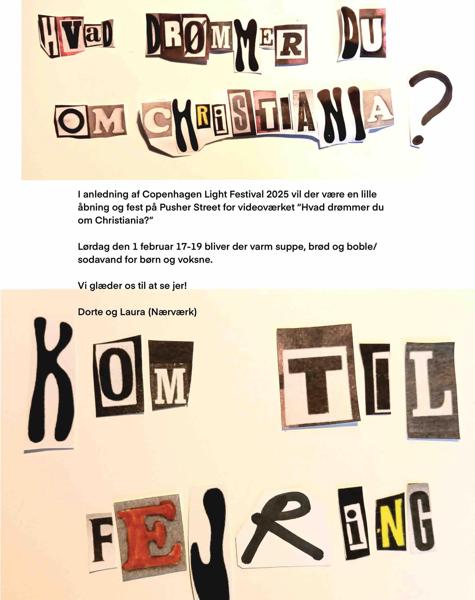 HVaD DRØMMER DU
OM CHRiSTIANIA?
I anledning af Copenhagen Light Festival 2025 vil der være en lille
åbning og fest på Pusher Street for videoværket ”Hvad drømmer du
om Christiania?”
Lørdag den 1 februar 17-19 bliver der varm suppe, brød og boble/
sodavand for børn og voksne.
Vi glæder os til at se jer!
Dorte og Laura (Nærværk)
KOM TIL
FEJRiNG